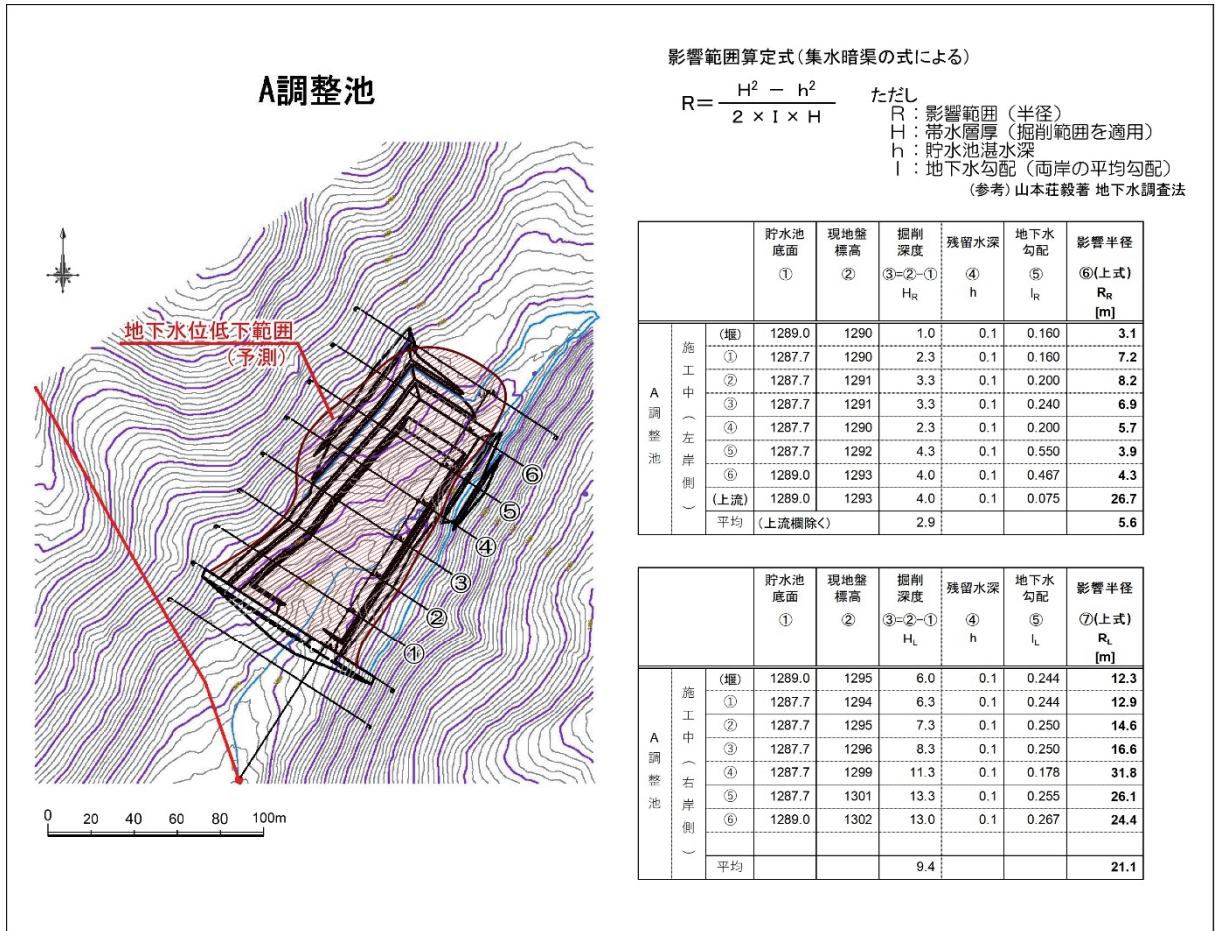 A調整池
地下水位低下範囲
(予測)
⑥
⑤
④
③
②
①
0 20 40 60 80 100m
影響範囲算定式(集水暗渠の式による)
R= H² － h²
2 × I × H
ただし
R：影響範囲（半径）
H：帯水層厚（掘削範囲を適用）
h：貯水池湛水深
I：地下水勾配（両岸の平均勾配）
(参考) 山本荘毅著 地下水調査法
貯水池底面 現地盤標高 掘削深度 残留水深 地下水勾配 影響半径
① ② ③=②-① ④ ⑤ ⑥(上式)
H_R h I_R R_R
[m]
A調整池 施工中（左岸側）
(堰) 1289.0 1290 1.0 0.1 0.160 3.1
① 1287.7 1290 2.3 0.1 0.160 7.2
② 1287.7 1291 3.3 0.1 0.200 8.2
③ 1287.7 1291 3.3 0.1 0.240 6.9
④ 1287.7 1290 2.3 0.1 0.200 5.7
⑤ 1287.7 1292 4.3 0.1 0.550 3.9
⑥ 1289.0 1293 4.0 0.1 0.467 4.3
(上流) 1289.0 1293 4.0 0.1 0.075 26.7
平均 (上流欄除く) 2.9 5.6
貯水池底面 現地盤標高 掘削深度 残留水深 地下水勾配 影響半径
① ② ③=②-① ④ ⑤ ⑦(上式)
H_L h I_L R_L
[m]
A調整池 施工中（右岸側）
(堰) 1289.0 1295 6.0 0.1 0.244 12.3
① 1287.7 1294 6.3 0.1 0.244 12.9
② 1287.7 1295 7.3 0.1 0.250 14.6
③ 1287.7 1296 8.3 0.1 0.250 16.6
④ 1287.7 1299 11.3 0.1 0.178 31.8
⑤ 1287.7 1301 13.3 0.1 0.255 26.1
⑥ 1289.0 1302 13.0 0.1 0.267 24.4
平均 9.4 21.1